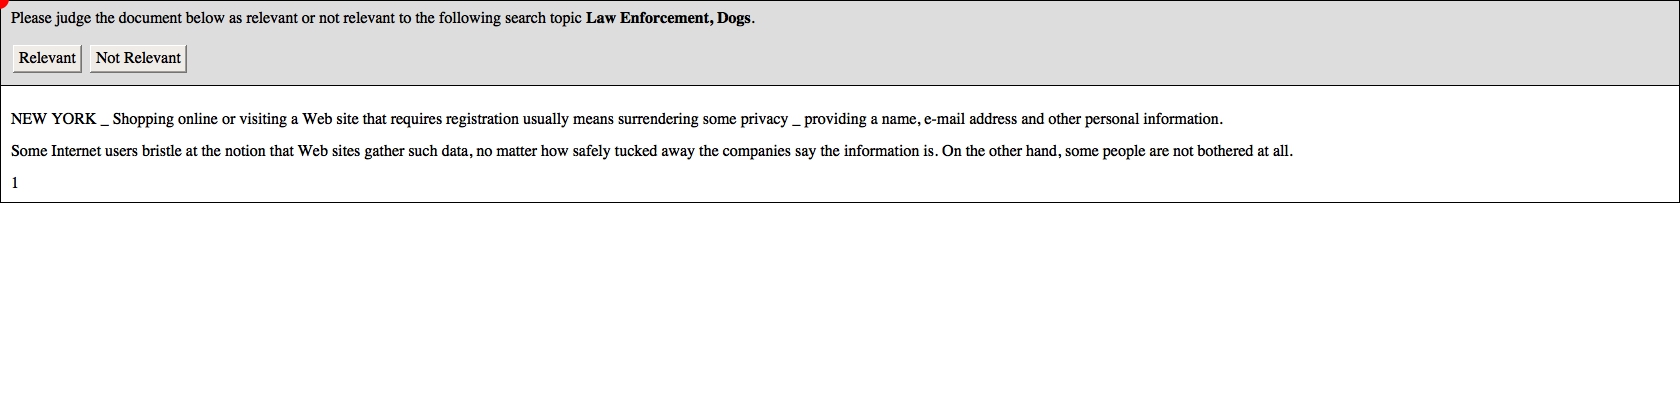 Please judge the document below as relevant or not relevant to the following search topic Law Enforcement, Dogs.
Relevant Not Relevant
NEW YORK _ Shopping online or visiting a Web site that requires registration usually means surrendering some privacy _ providing a name, e-mail address and other personal information.
Some Internet users bristle at the notion that Web sites gather such data, no matter how safely tucked away the companies say the information is. On the other hand, some people are not bothered at all.
1